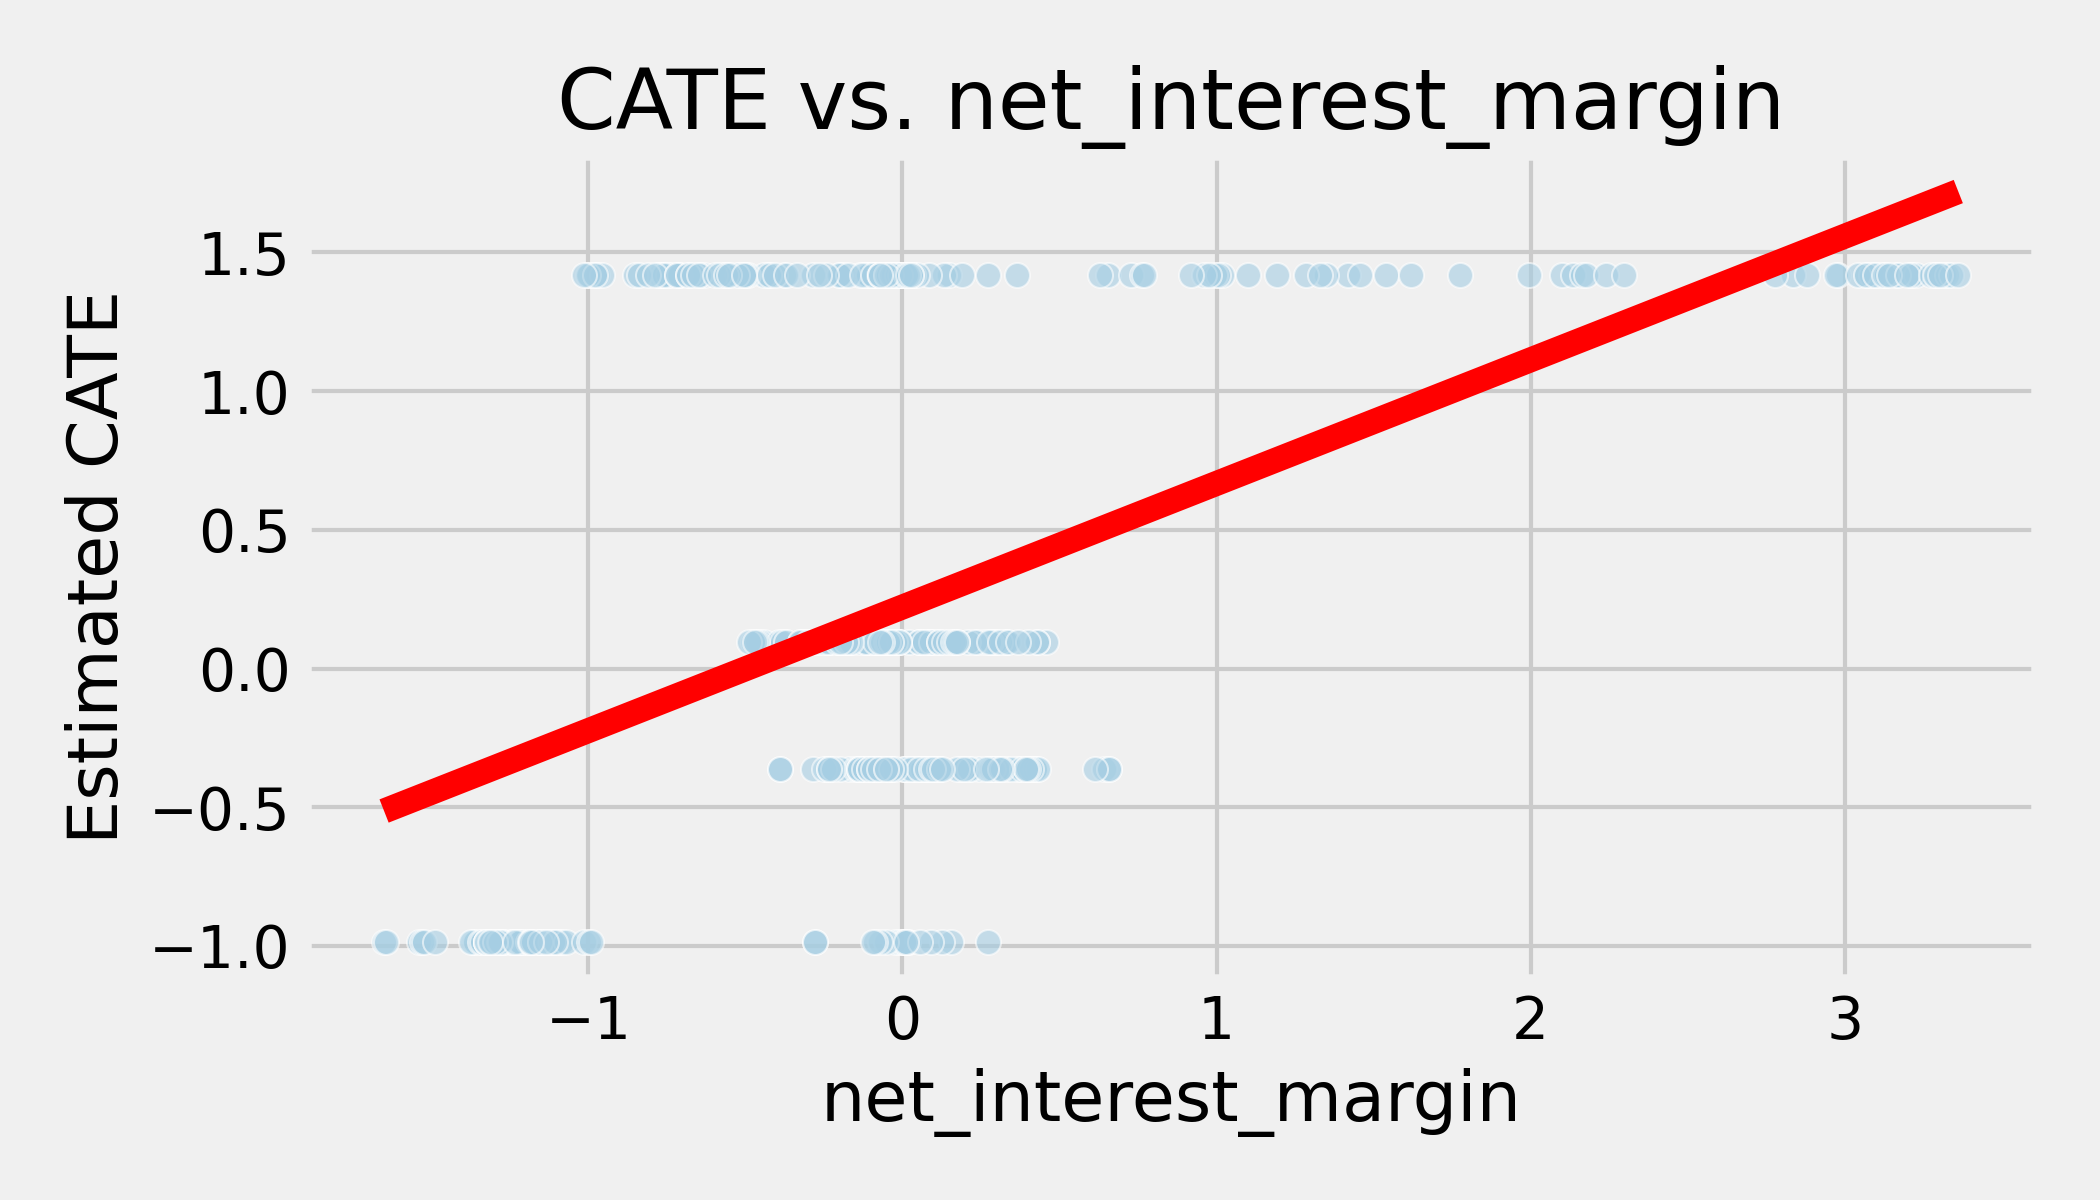 CATE vs. net_interest_margin
Estimated CATE
1.5
1.0
0.5
0.0
−0.5
−1.0
−1 0 1 2 3
net_interest_margin